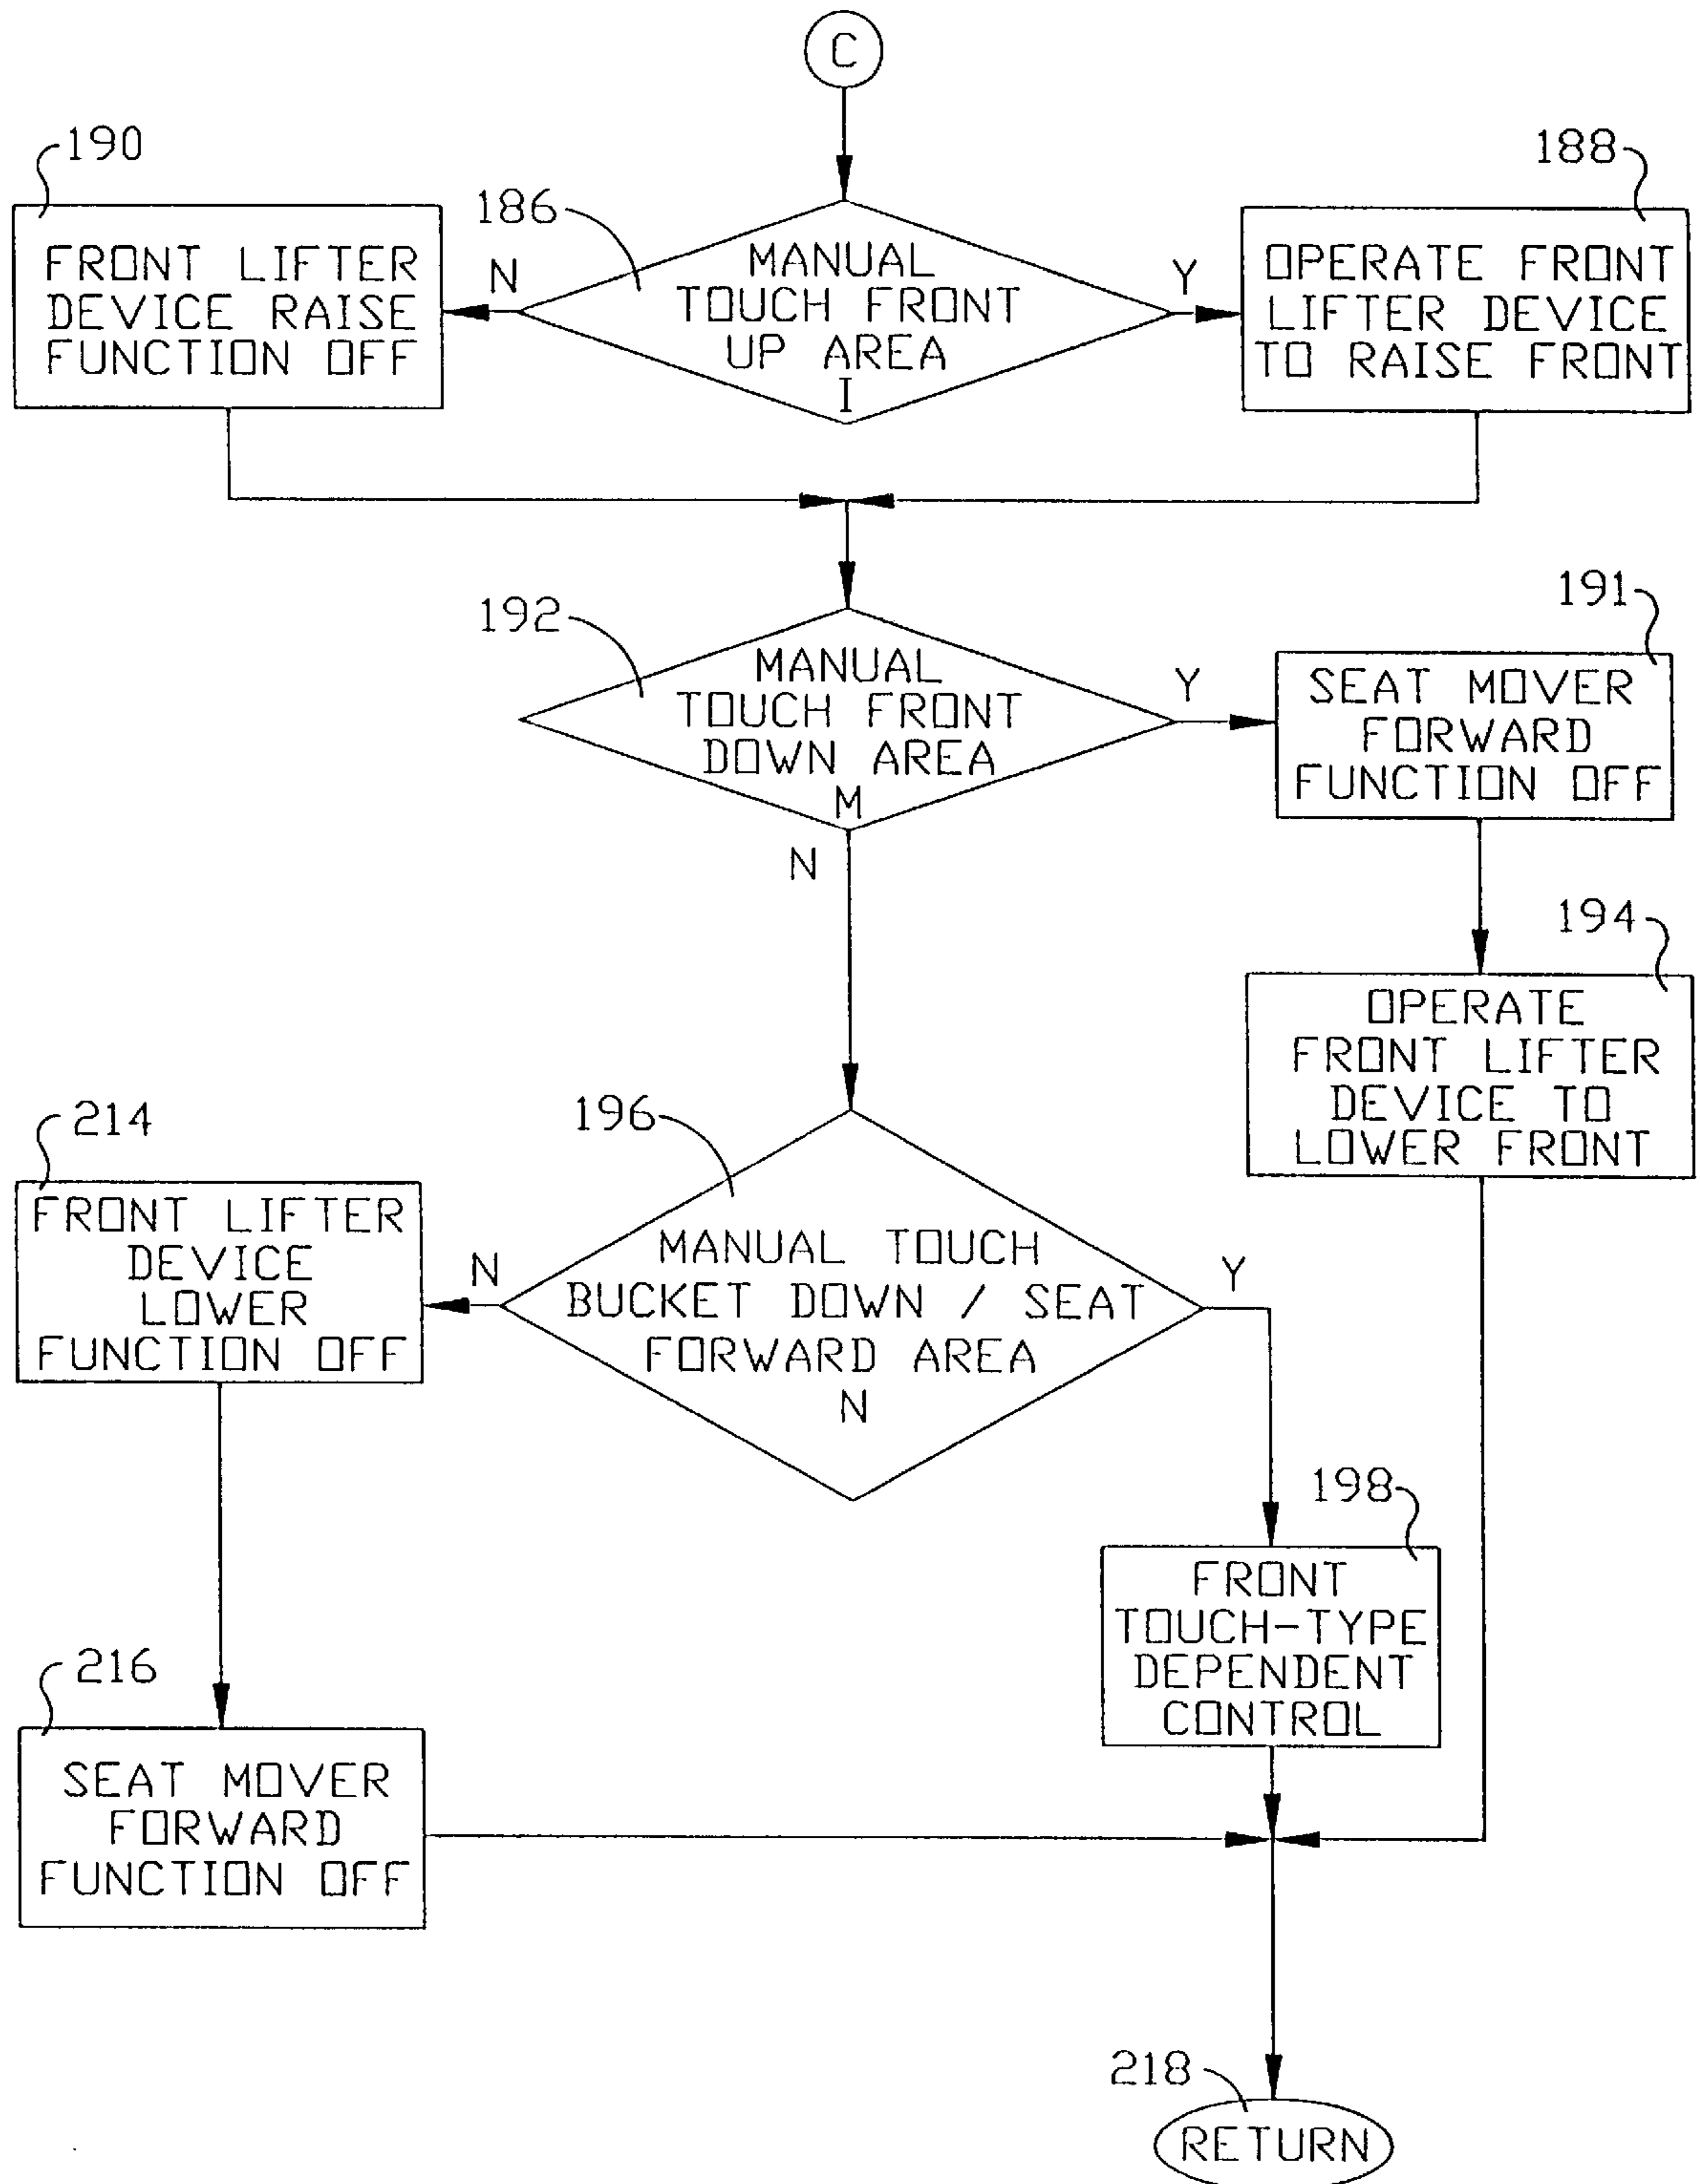 C
190
188
186
FRONT LIFTER
DEVICE RAISE
FUNCTION OFF
N
MANUAL
TOUCH FRONT
UP AREA
I
Y
OPERATE FRONT
LIFTER DEVICE
TO RAISE FRONT
191
192
MANUAL
TOUCH FRONT
DOWN AREA
M
Y
N
SEAT MOVER
FORWARD
FUNCTION OFF
194
OPERATE
FRONT LIFTER
DEVICE TO
LOWER FRONT
214
196
FRONT LIFTER
DEVICE
LOWER
FUNCTION OFF
N
MANUAL TOUCH
BUCKET DOWN / SEAT
FORWARD AREA
N
Y
198
FRONT
TOUCH-TYPE
DEPENDENT
CONTROL
216
SEAT MOVER
FORWARD
FUNCTION OFF
218
RETURN